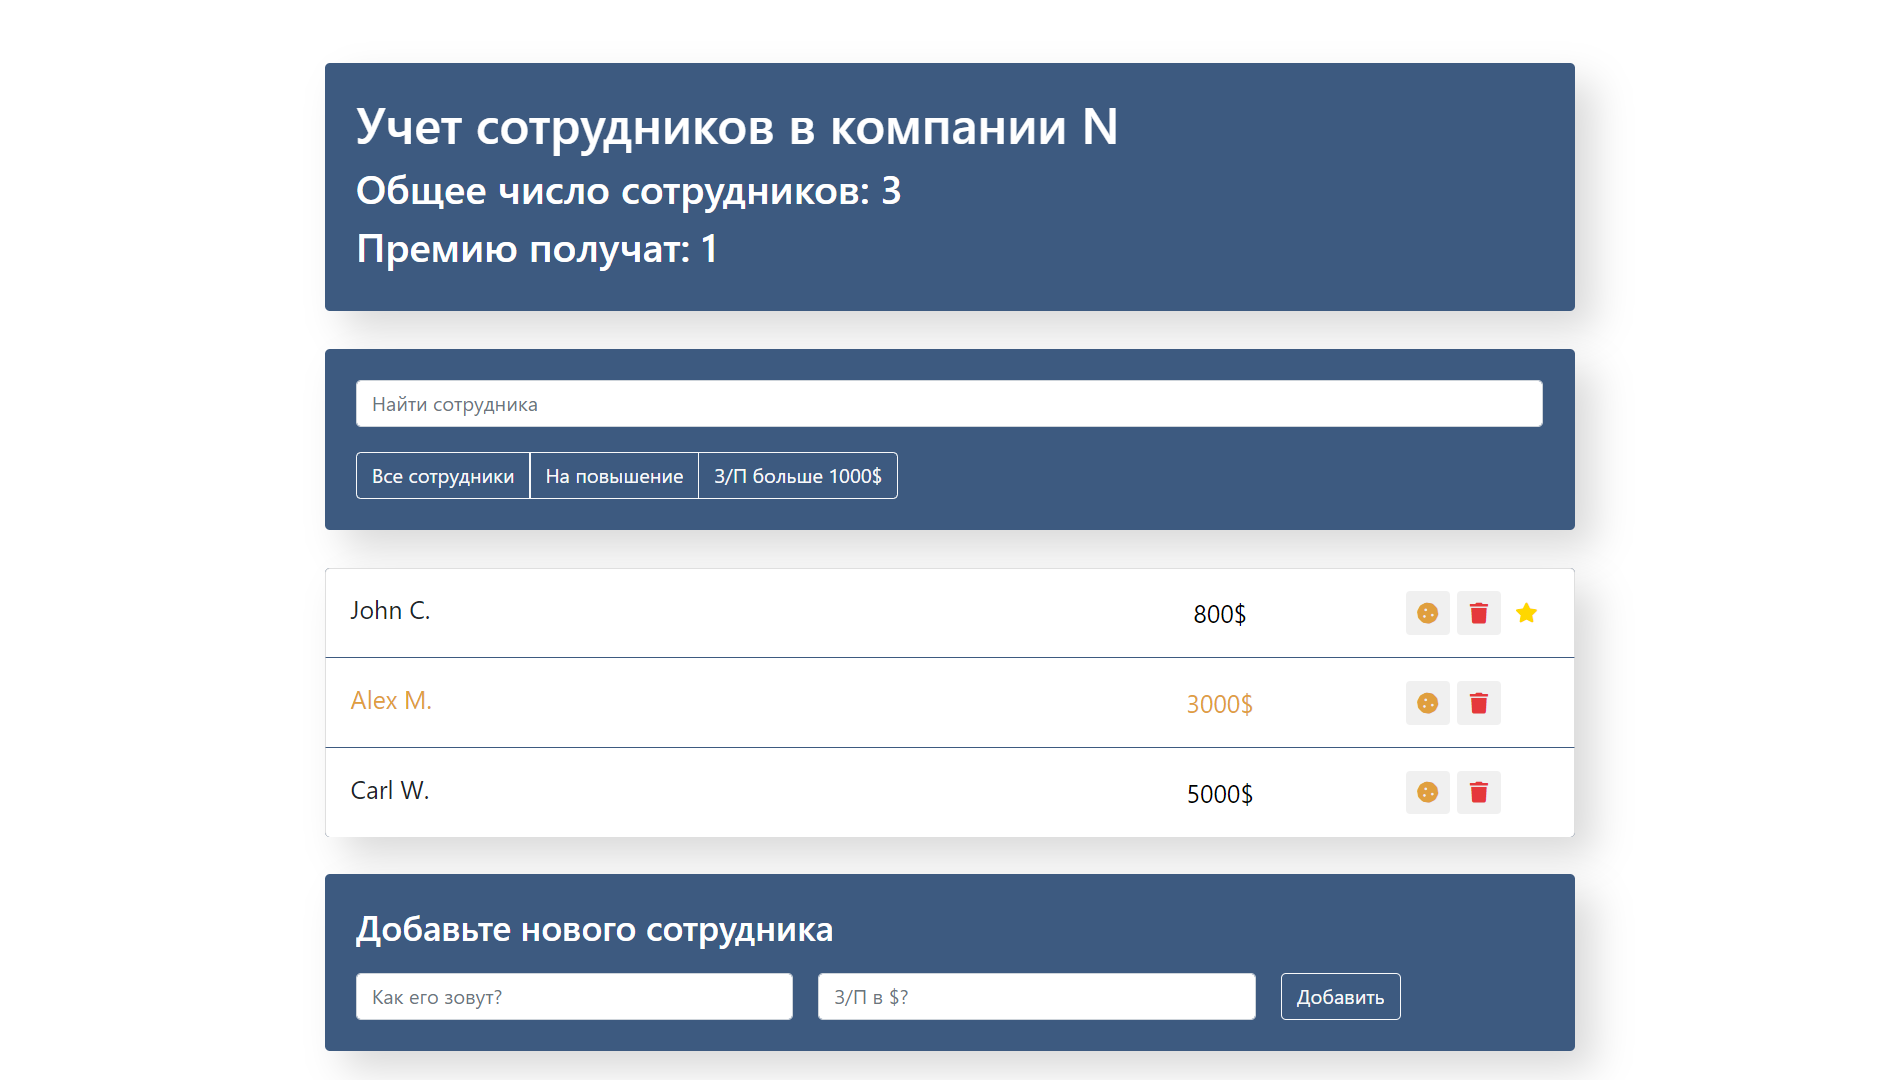 Учет сотрудников в компании N
Общее число сотрудников: 3
Премию получат: 1
Найти сотрудника
Все сотрудники На повышение З/П больше 1000$
John C. 800$
Alex M. 3000$
Carl W. 5000$
Добавьте нового сотрудника
Как его зовут? З/П в $? Добавить